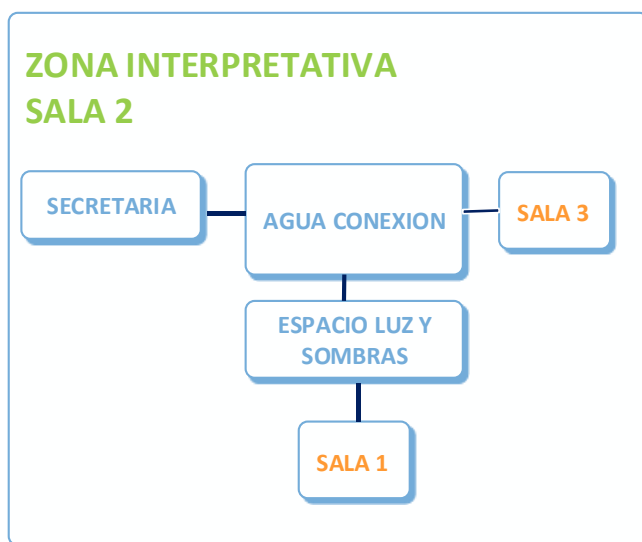 ZONA INTERPRETATIVA
SALA 2
SECRETARIA
AGUA CONEXION
SALA 3
ESPACIO LUZ Y
SOMBRAS
SALA 1